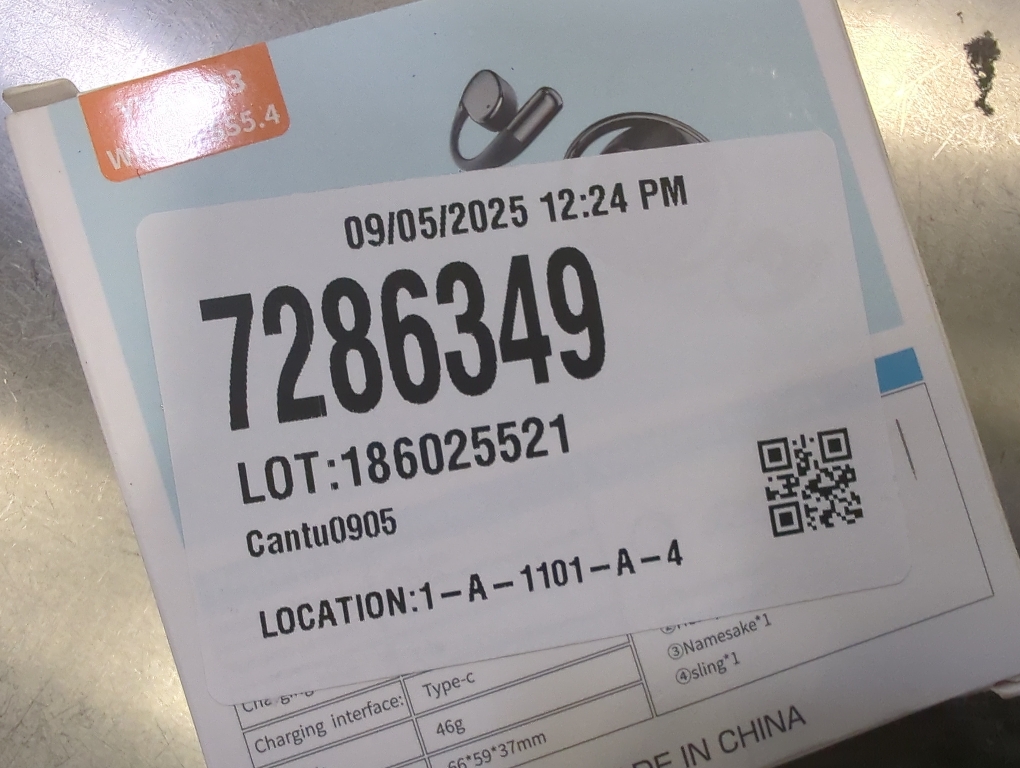 09/05/2025 12:24 PM
7286349
LOT:186025521
Cantu0905
LOCATION:1-A-1101-A-4
③Namesake*1
④sling*1
Charging interface:
Type-c
46g
66*59*37mm
IN CHINA